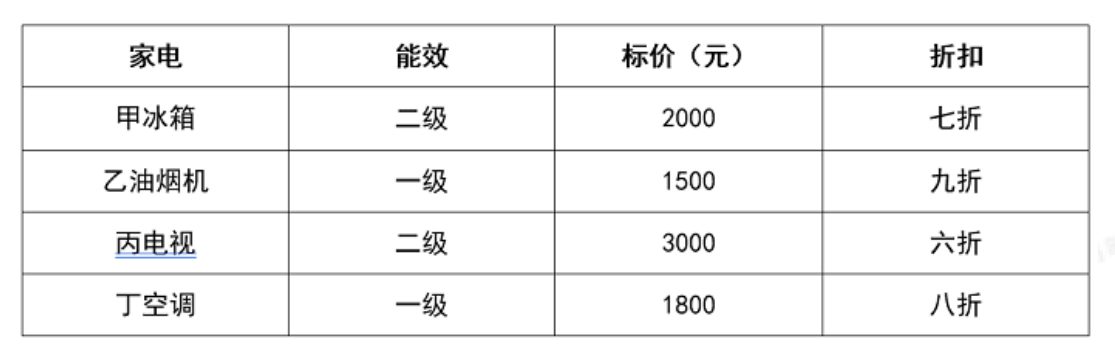 家电 能效 标价（元） 折扣
甲冰箱 二级 2000 七折
乙油烟机 一级 1500 九折
丙电视 二级 3000 六折
丁空调 一级 1800 八折